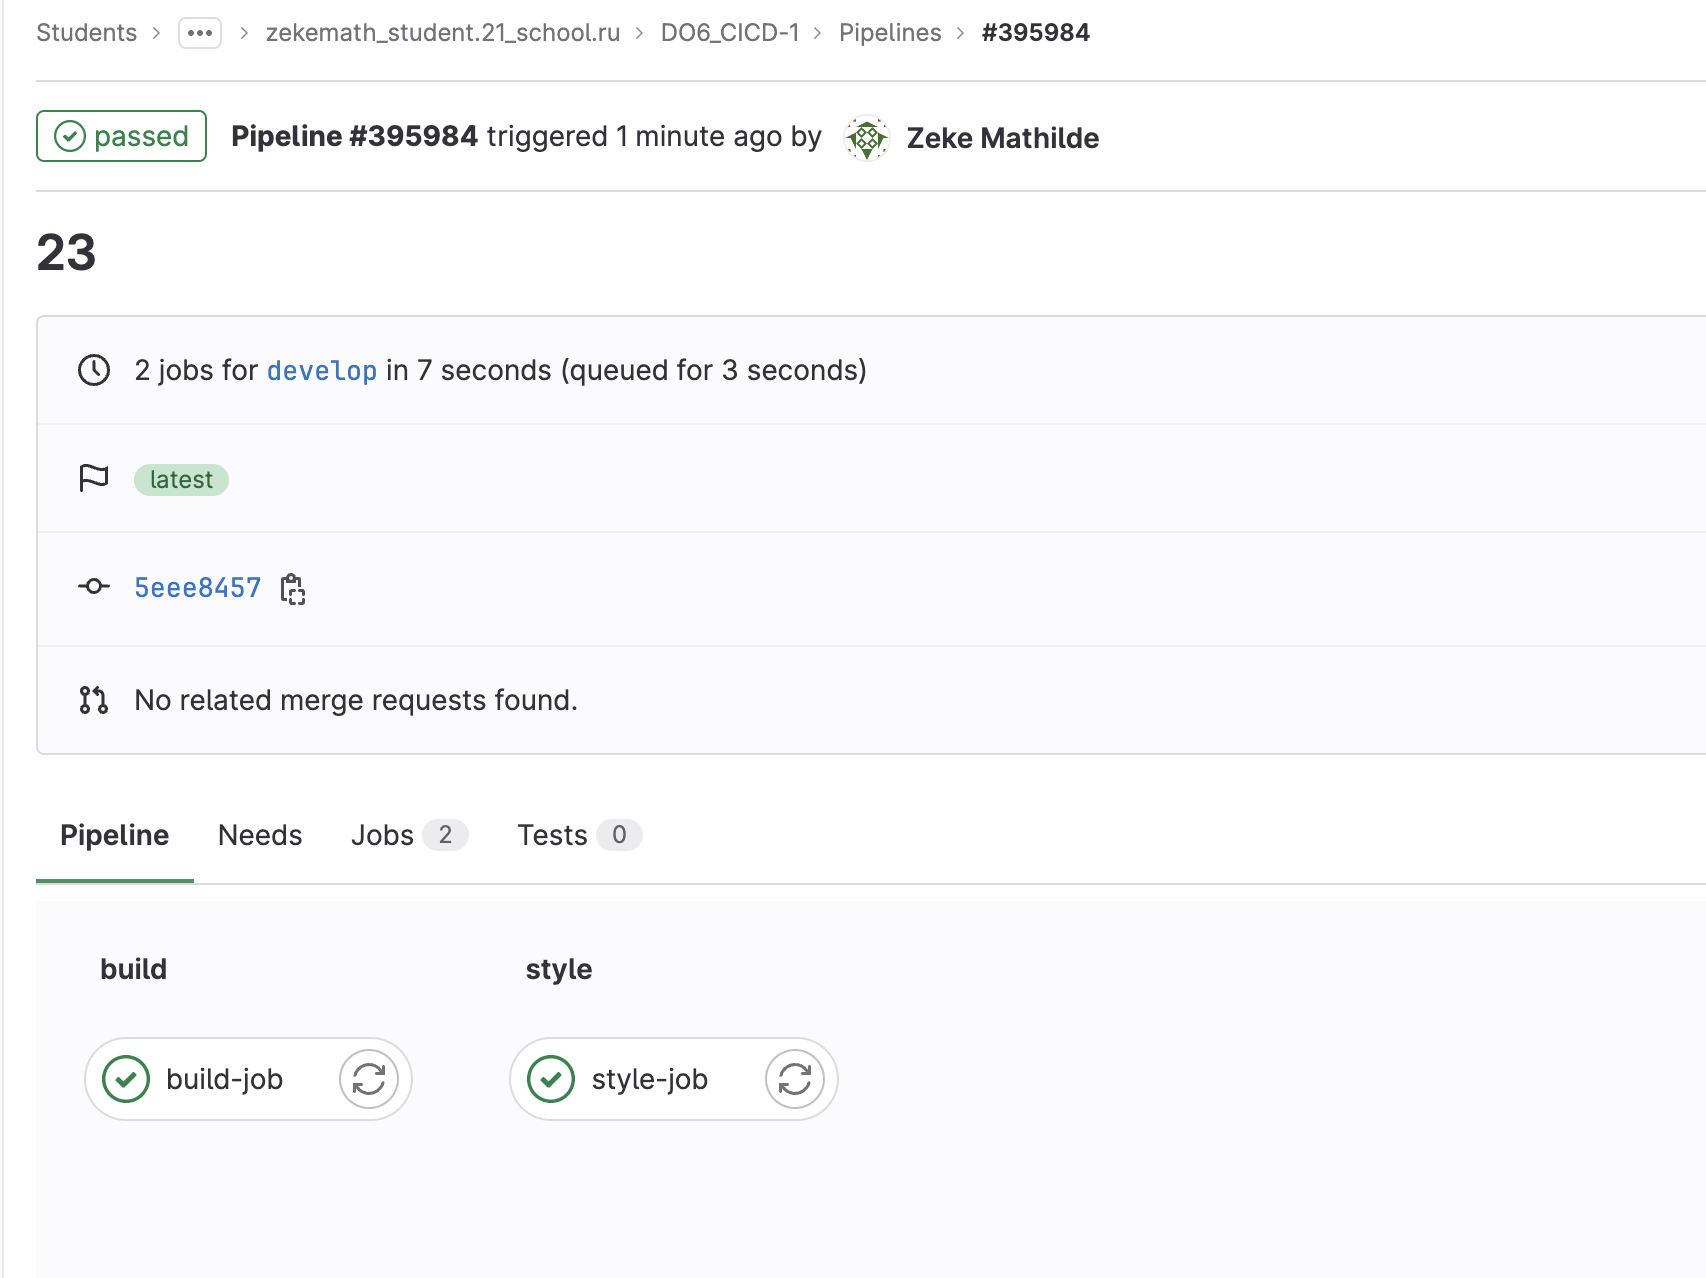 Students > ... > zekemath_student.21_school.ru > DO6_CICD-1 > Pipelines > #395984
passed Pipeline #395984 triggered 1 minute ago by Zeke Mathilde
23
2 jobs for develop in 7 seconds (queued for 3 seconds)
latest
5eee8457
No related merge requests found.
Pipeline Needs Jobs 2 Tests 0
build style
build-job style-job